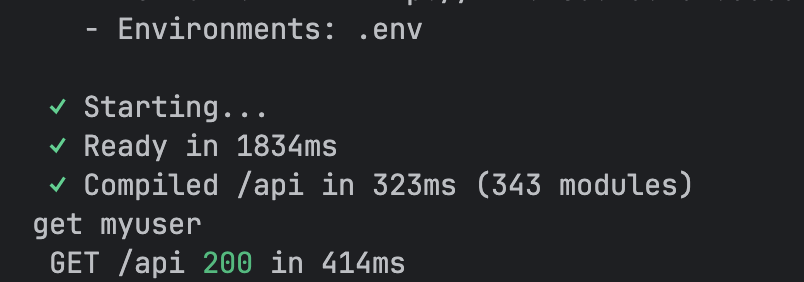 - Environments: .env
✓ Starting...
✓ Ready in 1834ms
✓ Compiled /api in 323ms (343 modules)
get myuser
GET /api 200 in 414ms